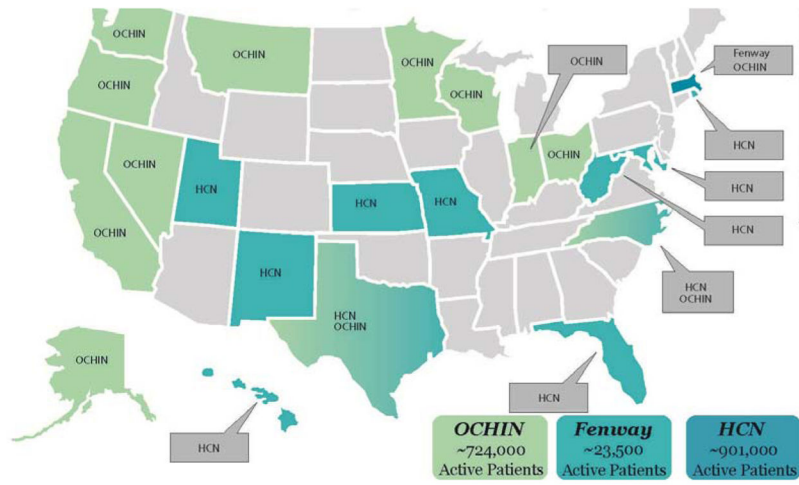 OCHIN
OCHIN
OCHIN
OCHIN
OCHIN
OCHIN
Fenway
OCHIN
OCHIN
OCHIN
HCN
HCN
HCN
HCN
HCN
HCN
OCHIN
HCN
HCN
OCHIN
HCN
OCHIN
OCHIN
HCN
HCN
OCHIN
~724,000
Active Patients
Fenway
~23,500
Active Patients
HCN
~901,000
Active Patients